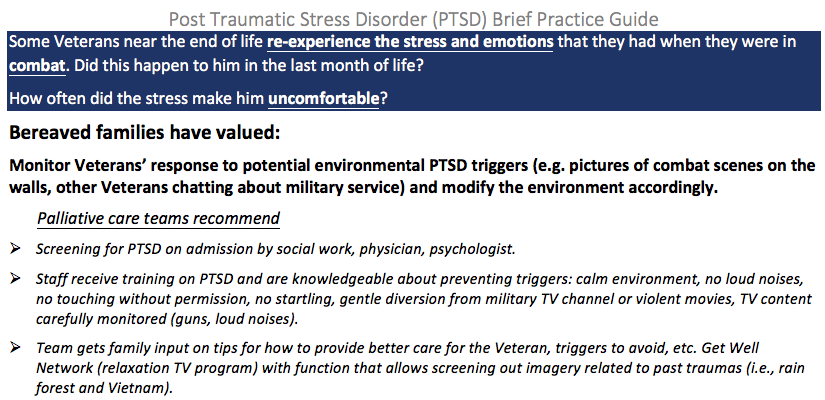 Post Traumatic Stress Disorder (PTSD) Brief Practice Guide
Some Veterans near the end of life re-experience the stress and emotions that they had when they were in
combat. Did this happen to him in the last month of life?
How often did the stress make him uncomfortable?
Bereaved families have valued:
Monitor Veterans’ response to potential environmental PTSD triggers (e.g. pictures of combat scenes on the
walls, other Veterans chatting about military service) and modify the environment accordingly.
Palliative care teams recommend
➢ Screening for PTSD on admission by social work, physician, psychologist.
➢ Staff receive training on PTSD and are knowledgeable about preventing triggers: calm environment, no loud noises,
no touching without permission, no startling, gentle diversion from military TV channel or violent movies, TV content
carefully monitored (guns, loud noises).
➢ Team gets family input on tips for how to provide better care for the Veteran, triggers to avoid, etc. Get Well
Network (relaxation TV program) with function that allows screening out imagery related to past traumas (i.e., rain
forest and Vietnam).